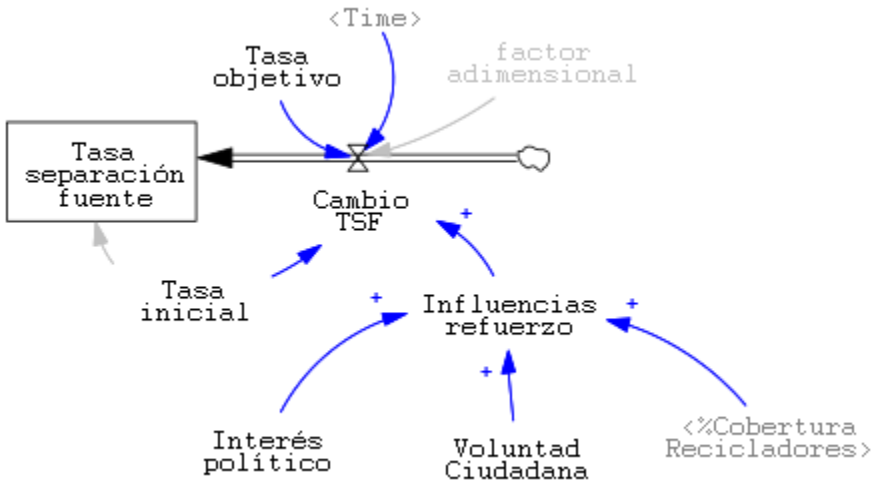 <Time>
Tasa
objetivo
factor
adimensional
Tasa
separación
fuente
Cambio
TSF
+
Tasa
inicial
+
Influencias
refuerzo
+
+
Interés
político
Voluntad
Ciudadana
<%Cobertura
Recicladores>